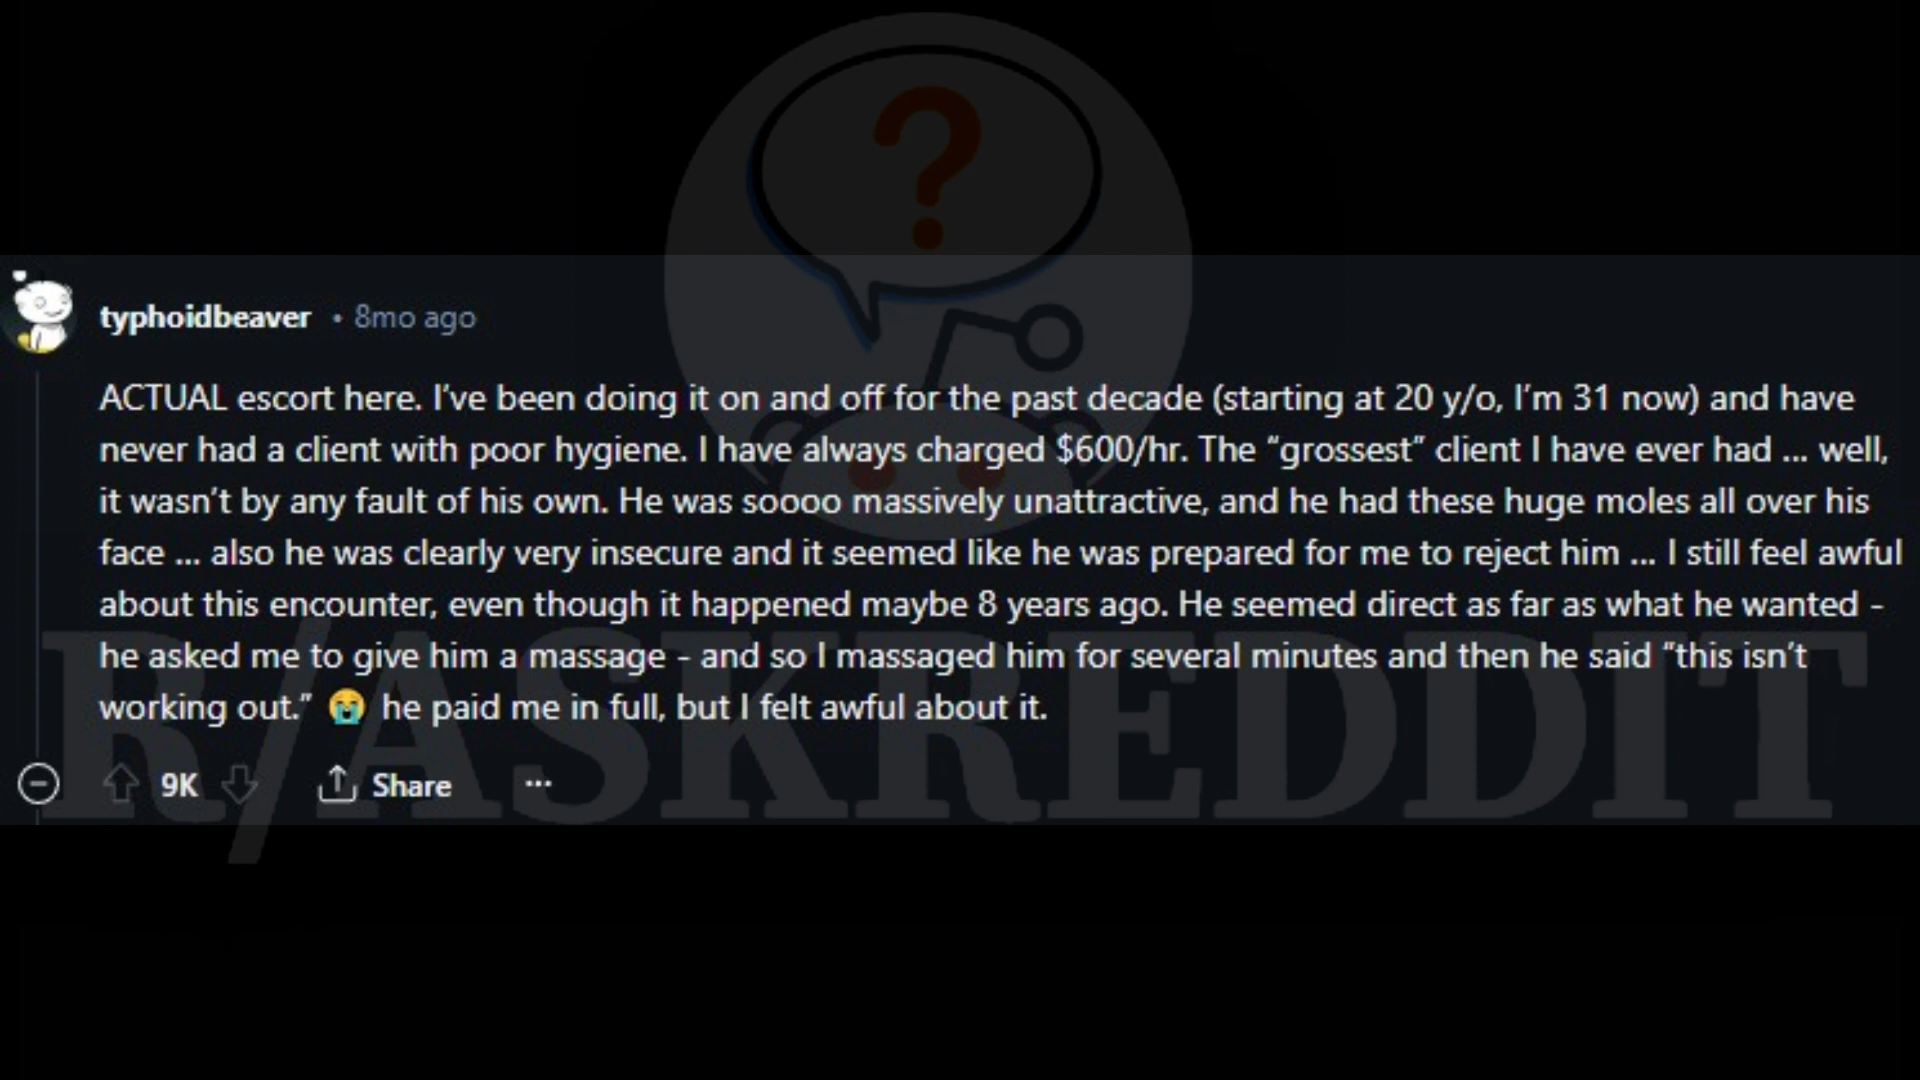 typhoidbeaver • 8mo ago
ACTUAL escort here. I’ve been doing it on and off for the past decade (starting at 20 y/o, I’m 31 now) and have
never had a client with poor hygiene. I have always charged $600/hr. The “grossest” client I have ever had ... well,
it wasn’t by any fault of his own. He was soooo massively unattractive, and he had these huge moles all over his
face ... also he was clearly very insecure and it seemed like he was prepared for me to reject him ... I still feel awful
about this encounter, even though it happened maybe 8 years ago. He seemed direct as far as what he wanted -
he asked me to give him a massage - and so I massaged him for several minutes and then he said “this isn’t
working out.” 😭 he paid me in full, but I felt awful about it.
9K Share ...
R/ASKREDDIT